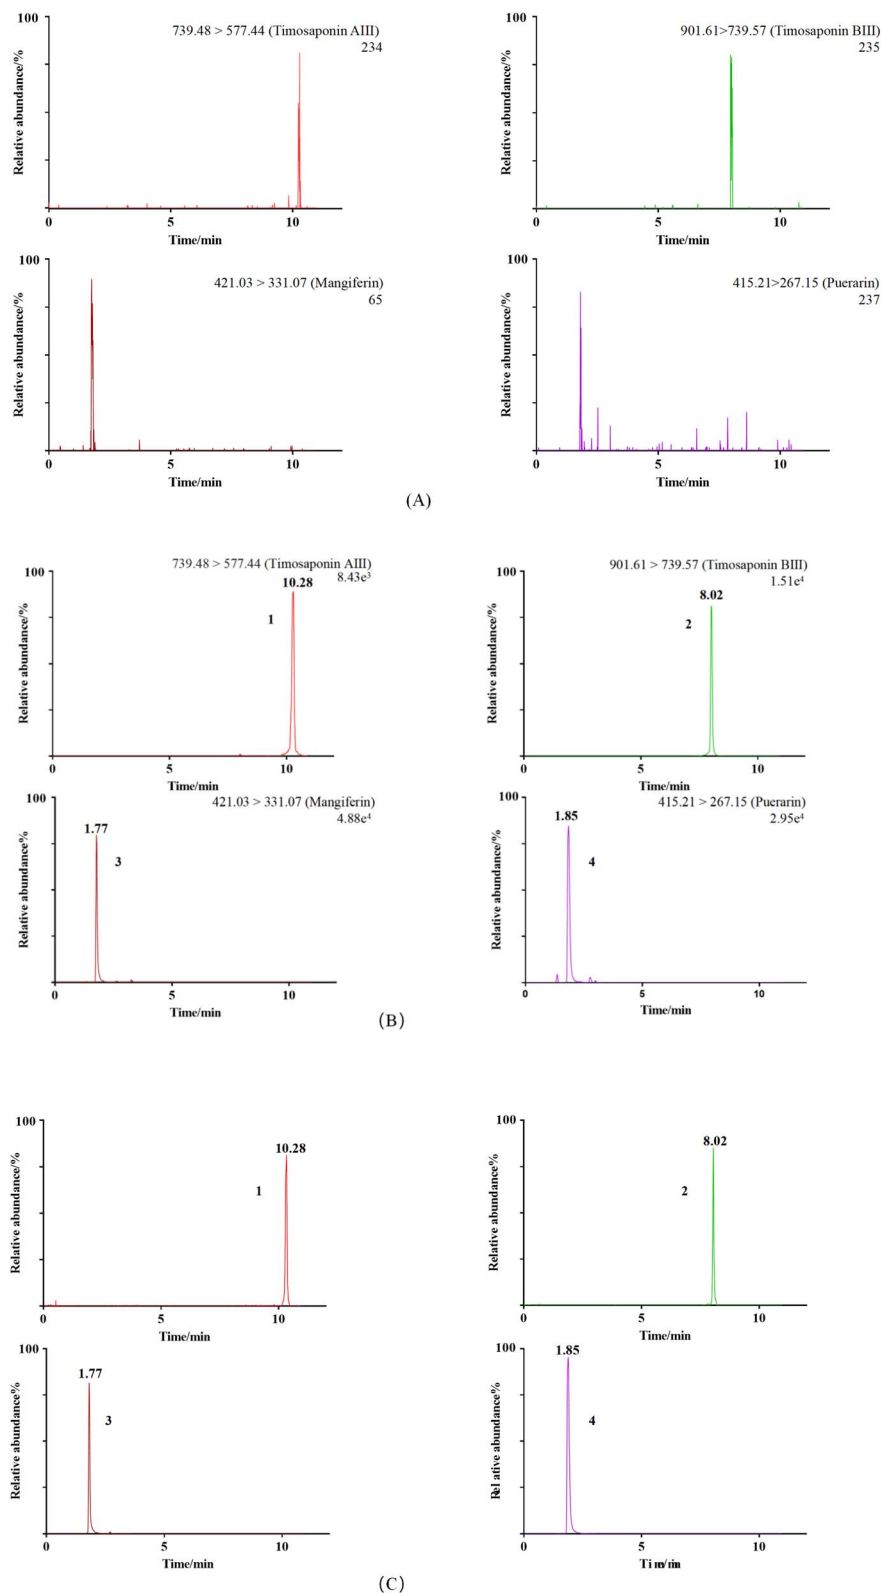 100
739.48 > 577.44 (Timosaponin AIII)
234
Relative abundance/%
0 5 10
Time/min
100
901.61>739.57 (Timosaponin BIII)
235
Relative abundance/%
0 5 10
Time/min
100
421.03 > 331.07 (Mangiferin)
65
Relative abundance/%
0 5 10
Time/min
100
415.21>267.15 (Puerarin)
237
Relative abundance/%
0 5 10
Time/min
(A)
739.48 > 577.44 (Timosaponin AIII)
8.43e³
100
10.28
1
Relative abundance/%
0 5 10
Time/min
901.61 > 739.57 (Timosaponin BIII)
1.51e⁴
100
8.02
2
Relative abundance/%
0 5 10
Time/min
100
421.03 > 331.07 (Mangiferin)
4.88e⁴
1.77
3
Relative abundance%
0 5 10
Time/min
100
415.21 > 267.15 (Puerarin)
2.95e⁴
1.85
4
Relative abundance/%
0 5 10
Time/min
(B)
100
10.28
1
Relative abundance/%
0 5 10
Time/min
100
8.02
2
Relative abundance%
0 5 10
Time/min
100
1.77
3
Relative abundance%
0 5 10
Time/min
100
1.85
4
Relative abundance%
0 5 10
Time/min
(C)